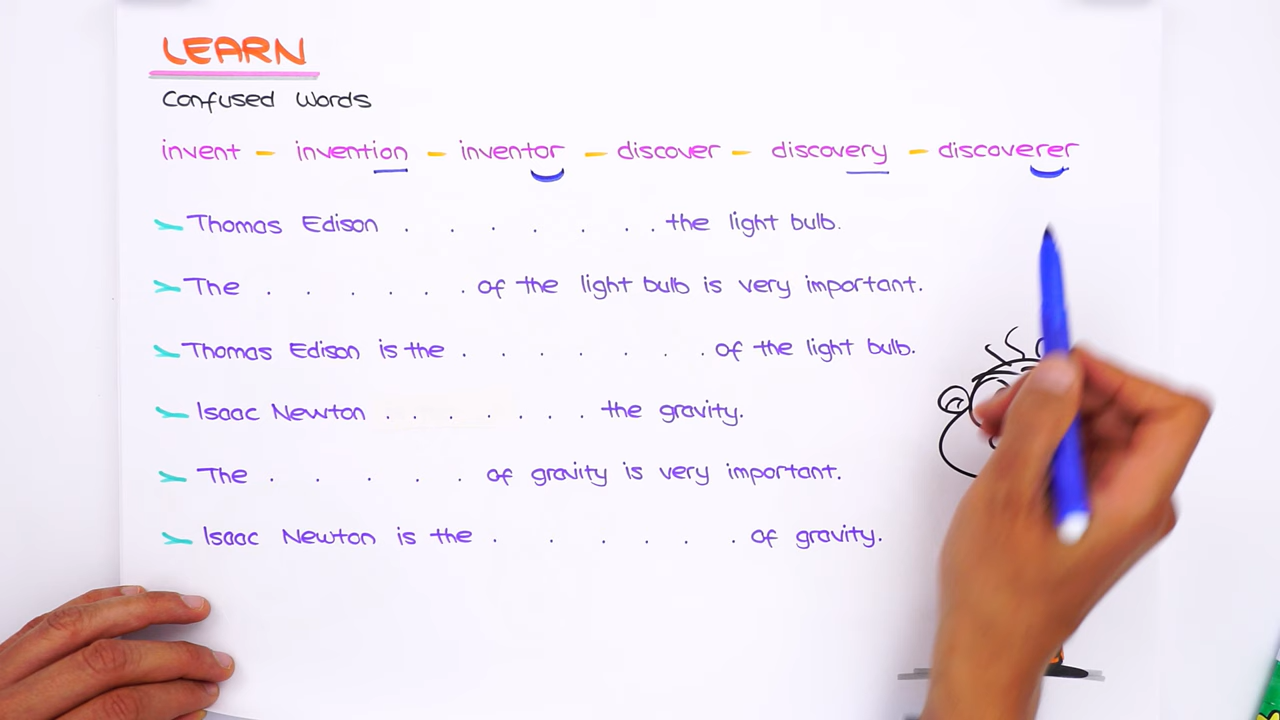 LEARN
Confused Words
invent - invention - inventor - discover - discovery - discoverer
Thomas Edison . . . . . . . the light bulb.
The . . . . . . of the light bulb is very important.
Thomas Edison is the . . . . . . . of the light bulb.
Isaac Newton . . . . . . . the gravity.
The . . . . . of gravity is very important.
Isaac Newton is the . . . . . . of gravity.